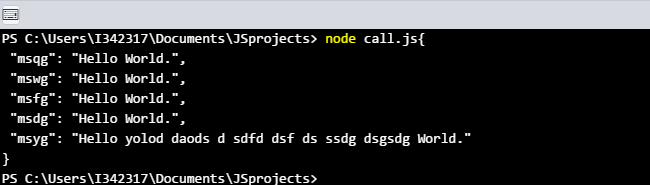 PS C:\Users\I342317\Documents\JSprojects> node call.js{
"msqg": "Hello World.",
"mswg": "Hello World.",
"msfg": "Hello World.",
"msdg": "Hello World.",
"msyg": "Hello yolod daods d sdfd dsf ds ssdg dsgsdg World."
}
PS C:\Users\I342317\Documents\JSprojects>